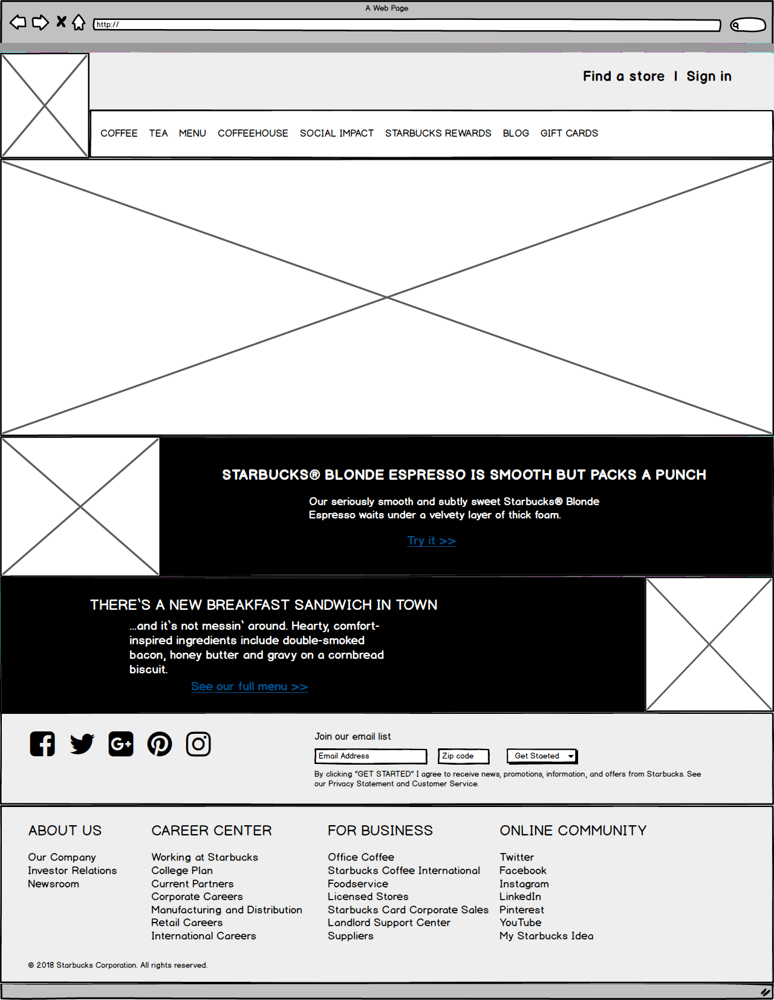 A Web Page
http://
Find a store | Sign in
COFFEE TEA MENU COFFEEHOUSE SOCIAL IMPACT STARBUCKS REWARDS BLOG GIFT CARDS
STARBUCKS® BLONDE ESPRESSO IS SMOOTH BUT PACKS A PUNCH
Our seriously smooth and subtly sweet Starbucks® Blonde
Espresso waits under a velvety layer of thick foam.
Try it >>
THERE`S A NEW BREAKFAST SANDWICH IN TOWN
...and it`s not messin` around. Hearty, comfort-
inspired ingredients include double-smoked
bacon, honey butter and gravy on a cornbread
biscuit.
See our full menu >>
Join our email list
Email Address Zip code Get Staeted
By clicking "GET STARTED" I agree to receive news, promotions, information, and offers from Starbucks. See
our Privacy Statement and Customer Service.
ABOUT US
Our Company
Investor Relations
Newsroom
CAREER CENTER
Working at Starbucks
College Plan
Current Partners
Corporate Careers
Manufacturing and Distribution
Retail Careers
International Careers
FOR BUSINESS
Office Coffee
Starbucks Coffee International
Foodservice
Licensed Stores
Starbucks Card Corporate Sales
Landlord Support Center
Suppliers
ONLINE COMMUNITY
Twitter
Facebook
Instagram
LinkedIn
Pinterest
YouTube
My Starbucks Idea
© 2018 Starbucks Corporation. All rights reserved.